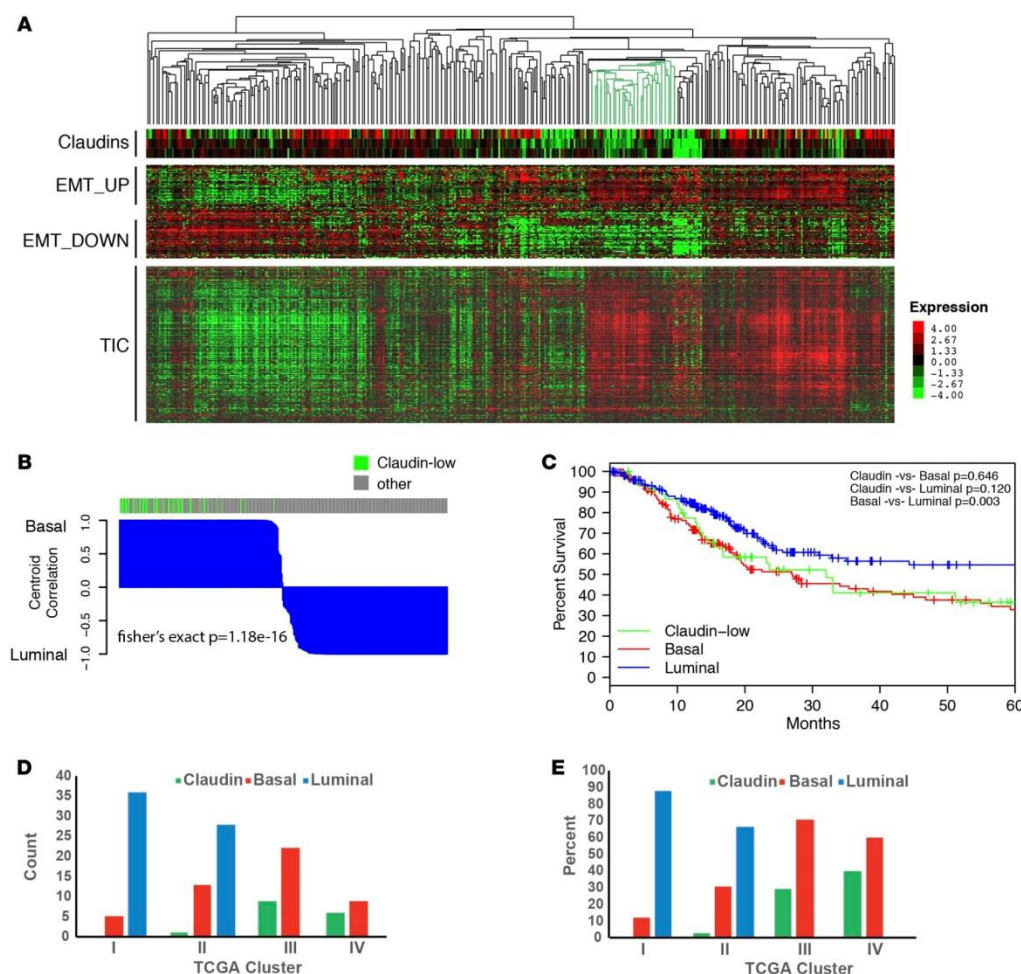 A
Claudins
EMT_UP
EMT_DOWN
TIC
Expression
4.00
2.67
1.33
0.00
-1.33
-2.67
-4.00
B
Claudin-low
other
Basal
Luminal
Centroid
Correlation
1.0
0.5
0.0
-0.5
-1.0
fisher's exact p=1.18e-16
C
Claudin -vs- Basal p=0.646
Claudin -vs- Luminal p=0.120
Basal -vs- Luminal p=0.003
Percent Survival
100
90
80
70
60
50
40
30
20
10
0
Claudin-low
Basal
Luminal
0 10 20 30 40 50 60
Months
D
Claudin Basal Luminal
Count
40
35
30
25
20
15
10
5
0
I II III IV
TCGA Cluster
E
Claudin Basal Luminal
Percent
100
90
80
70
60
50
40
30
20
10
0
I II III IV
TCGA Cluster